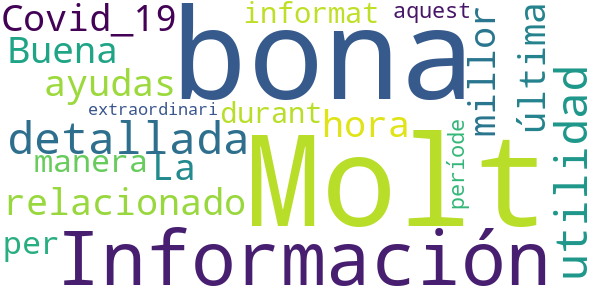 Covid_19
bona
informat
aquest
Buena
ayudas
millor
última
extraordinari
durant
hora
detallada
Molt
manera
La
període
utilidad
relacionado
per
Información